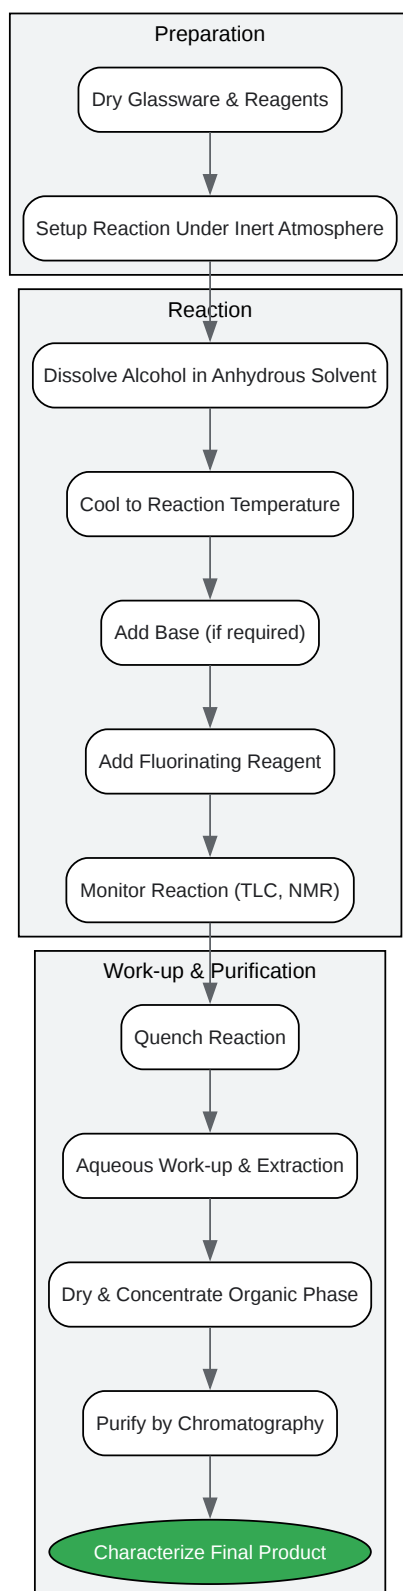 Preparation
Dry Glassware & Reagents
Setup Reaction Under Inert Atmosphere
Reaction
Dissolve Alcohol in Anhydrous Solvent
Cool to Reaction Temperature
Add Base (if required)
Add Fluorinating Reagent
Monitor Reaction (TLC, NMR)
Work-up & Purification
Quench Reaction
Aqueous Work-up & Extraction
Dry & Concentrate Organic Phase
Purify by Chromatography
Characterize Final Product